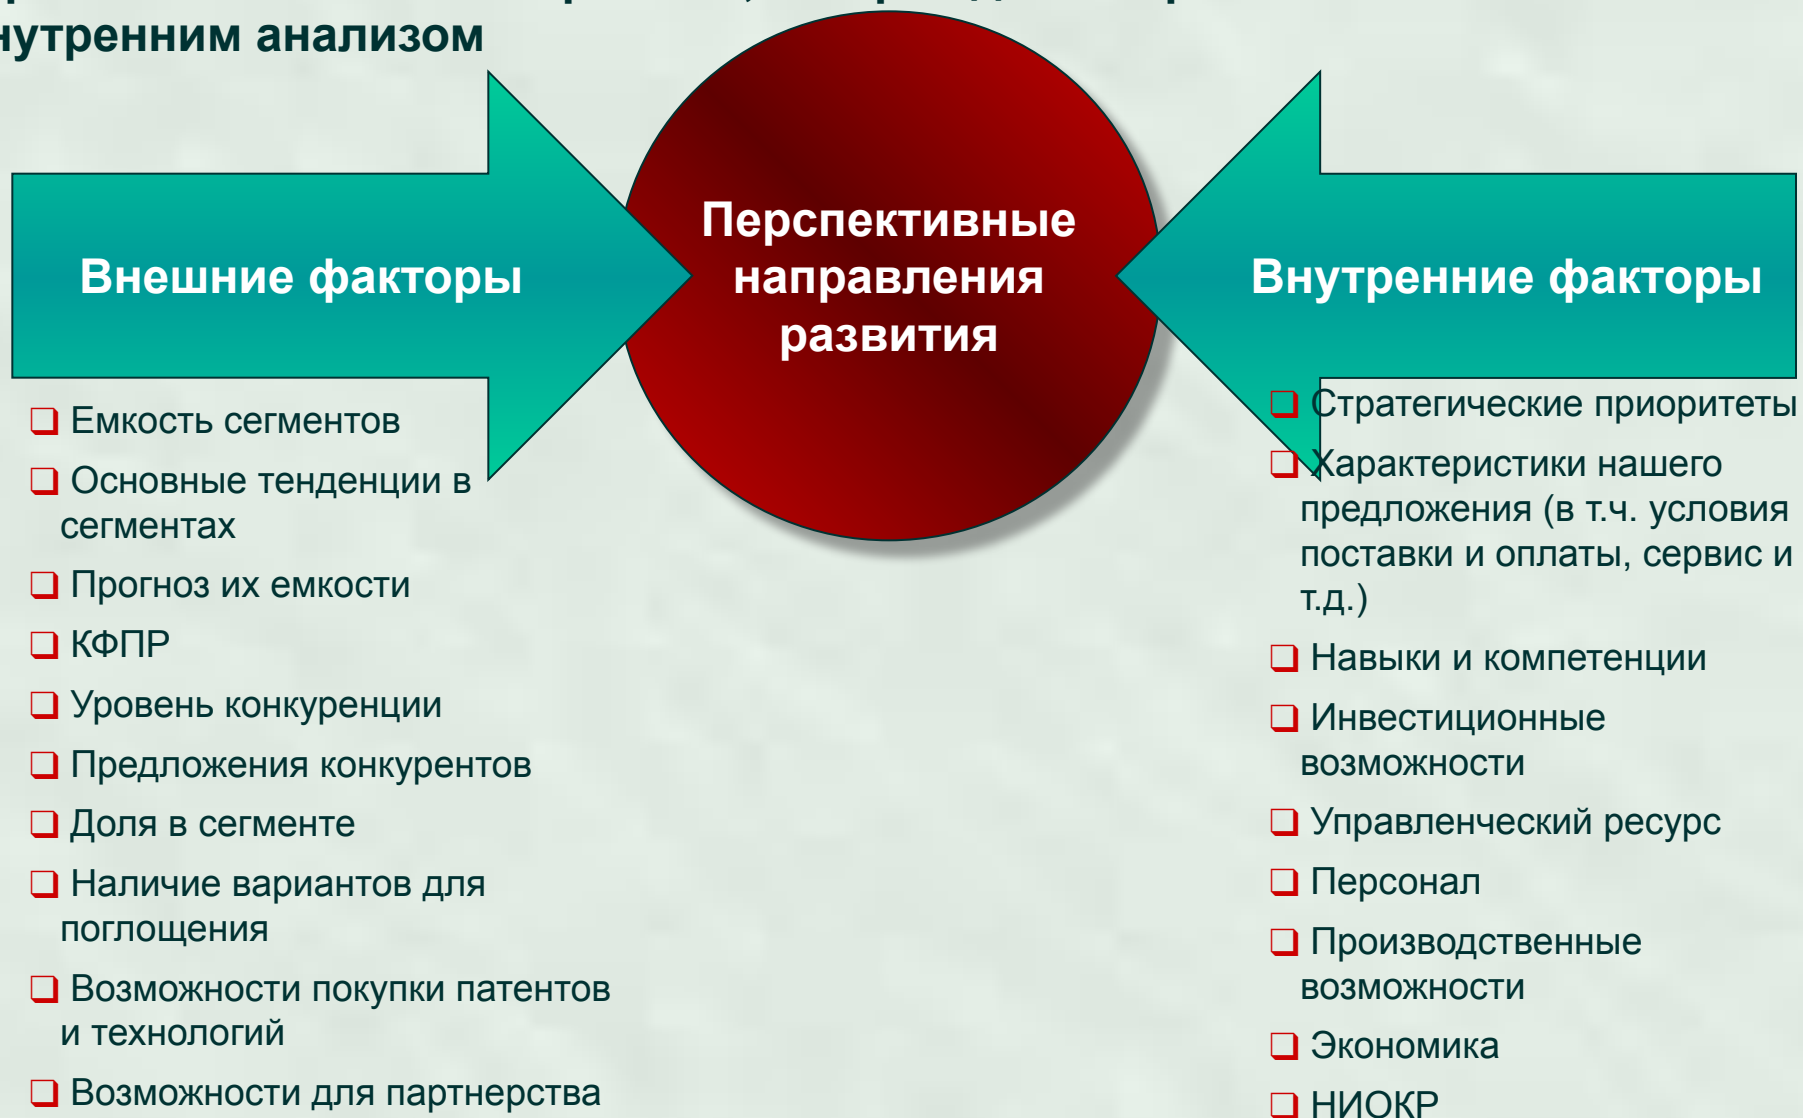 нутренним анализом
Внешние факторы
Емкость сегментов
Основные тенденции в
сегментах
Прогноз их емкости
КФПР
Уровень конкуренции
Предложения конкурентов
Доля в сегменте
Наличие вариантов для
поглощения
Возможности покупки патентов
и технологий
Возможности для партнерства
Перспективные
направления
развития
Внутренние факторы
Стратегические приоритеты
Характеристики нашего
предложения (в т.ч. условия
поставки и оплаты, сервис и
т.д.)
Навыки и компетенции
Инвестиционные
возможности
Управленческий ресурс
Персонал
Производственные
возможности
Экономика
НИОКР